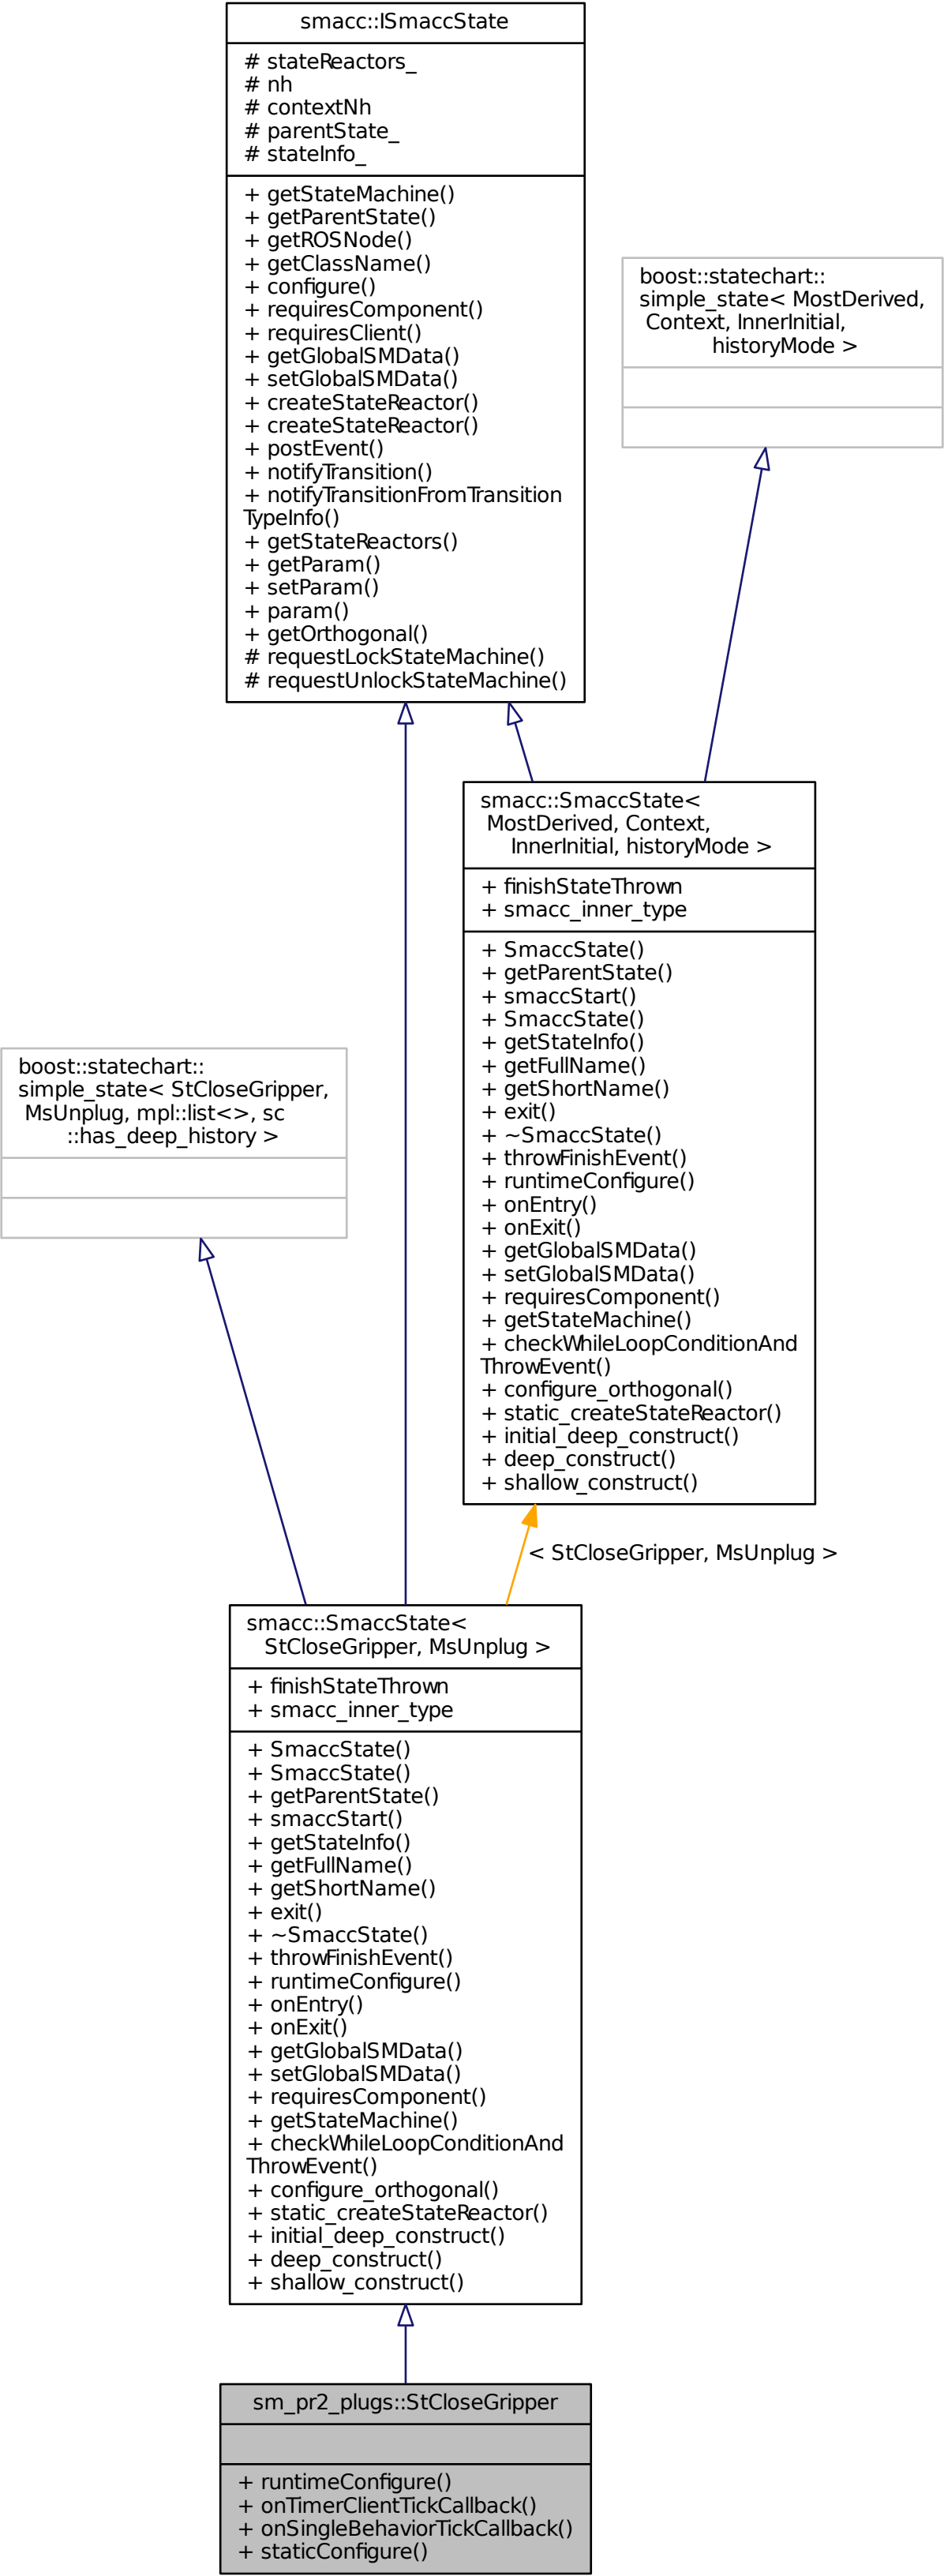 smacc::ISmaccState
# stateReactors_
# nh
# contextNh
# parentState_
# stateInfo_
+ getStateMachine()
+ getParentState()
+ getROSNode()
+ getClassName()
+ configure()
+ requiresComponent()
+ requiresClient()
+ getGlobalSMData()
+ setGlobalSMData()
+ createStateReactor()
+ createStateReactor()
+ postEvent()
+ notifyTransition()
+ notifyTransitionFromTransition
TypeInfo()
+ getStateReactors()
+ getParam()
+ setParam()
+ param()
+ getOrthogonal()
# requestLockStateMachine()
# requestUnlockStateMachine()
boost::statechart::
simple_state< MostDerived,
Context, InnerInitial,
historyMode >
smacc::SmaccState<
MostDerived, Context,
InnerInitial, historyMode >
+ finishStateThrown
+ smacc_inner_type
+ SmaccState()
+ getParentState()
+ smaccStart()
+ SmaccState()
+ getStateInfo()
+ getFullName()
+ getShortName()
+ exit()
+ ~SmaccState()
+ throwFinishEvent()
+ runtimeConfigure()
+ onEntry()
+ onExit()
+ getGlobalSMData()
+ setGlobalSMData()
+ requiresComponent()
+ getStateMachine()
+ checkWhileLoopConditionAnd
ThrowEvent()
+ configure_orthogonal()
+ static_createStateReactor()
+ initial_deep_construct()
+ deep_construct()
+ shallow_construct()
boost::statechart::
simple_state< StCloseGripper,
MsUnplug, mpl::list<>, sc
::has_deep_history >
< StCloseGripper, MsUnplug >
smacc::SmaccState<
StCloseGripper, MsUnplug >
+ finishStateThrown
+ smacc_inner_type
+ SmaccState()
+ SmaccState()
+ getParentState()
+ smaccStart()
+ getStateInfo()
+ getFullName()
+ getShortName()
+ exit()
+ ~SmaccState()
+ throwFinishEvent()
+ runtimeConfigure()
+ onEntry()
+ onExit()
+ getGlobalSMData()
+ setGlobalSMData()
+ requiresComponent()
+ getStateMachine()
+ checkWhileLoopConditionAnd
ThrowEvent()
+ configure_orthogonal()
+ static_createStateReactor()
+ initial_deep_construct()
+ deep_construct()
+ shallow_construct()
sm_pr2_plugs::StCloseGripper
+ runtimeConfigure()
+ onTimerClientTickCallback()
+ onSingleBehaviorTickCallback()
+ staticConfigure()